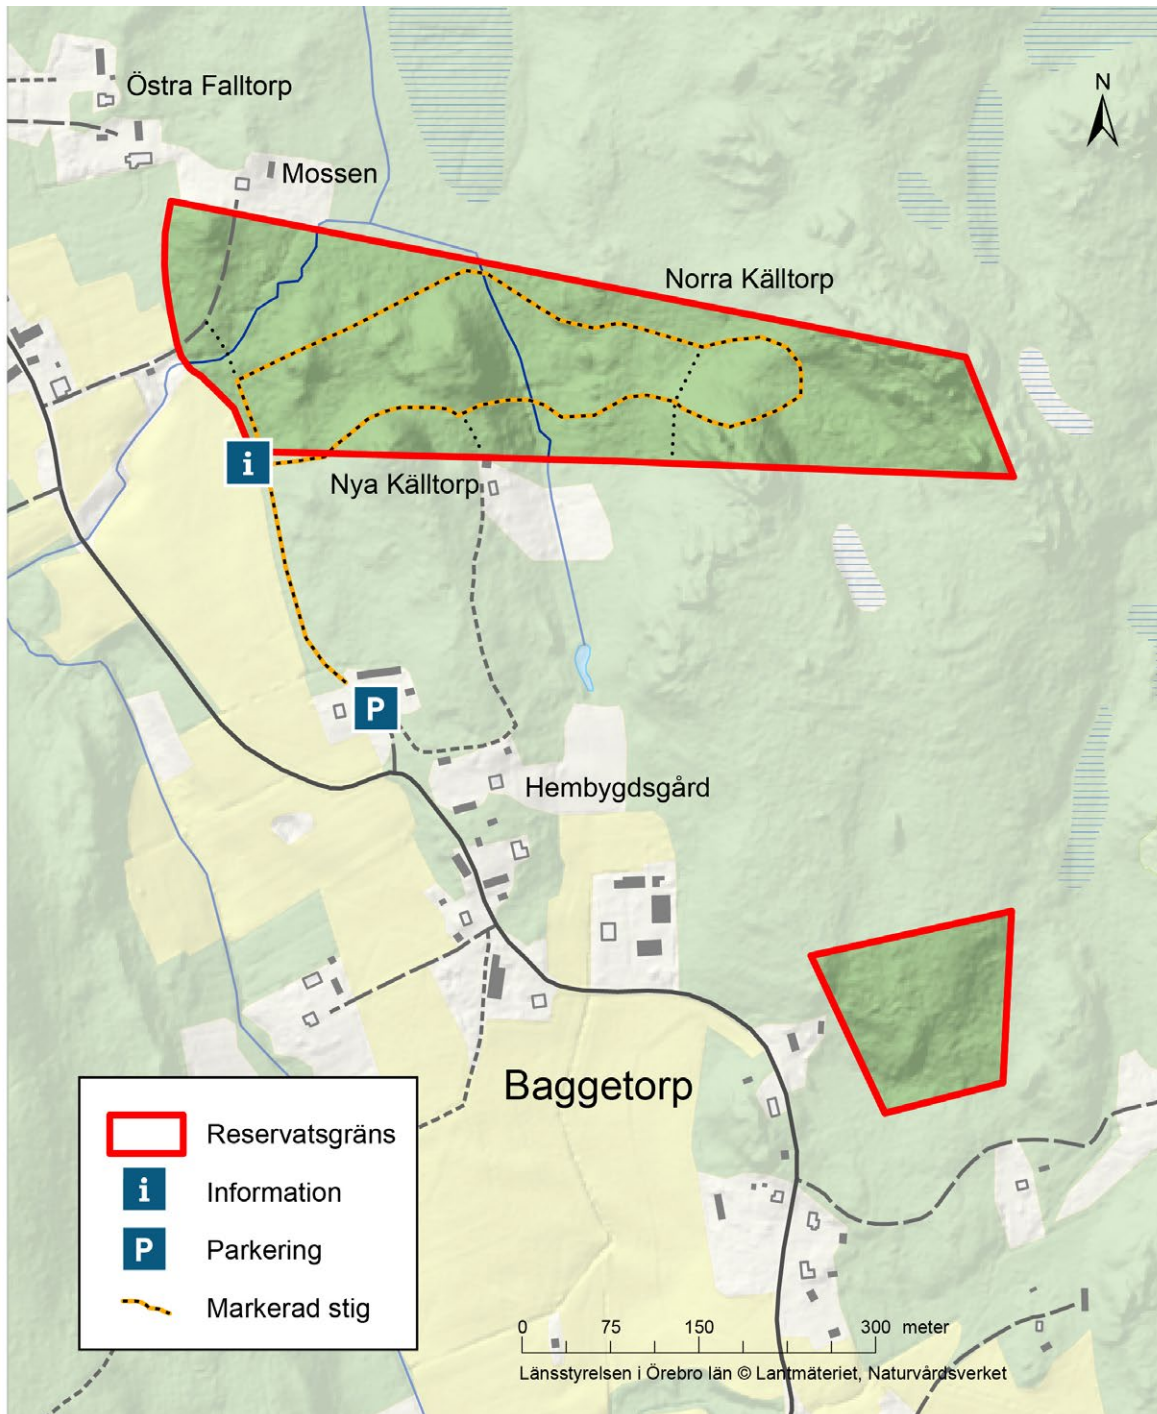 Östra Falltorp
N
Mossen
Norra Källtorp
i
Nya Källtorp
P
Hembygdsgård
Baggetorp
Reservatsgräns
i Information
P Parkering
Markerad stig
0 75 150 300 meter
Länsstyrelsen i Örebro län © Lantmäteriet, Naturvårdsverket